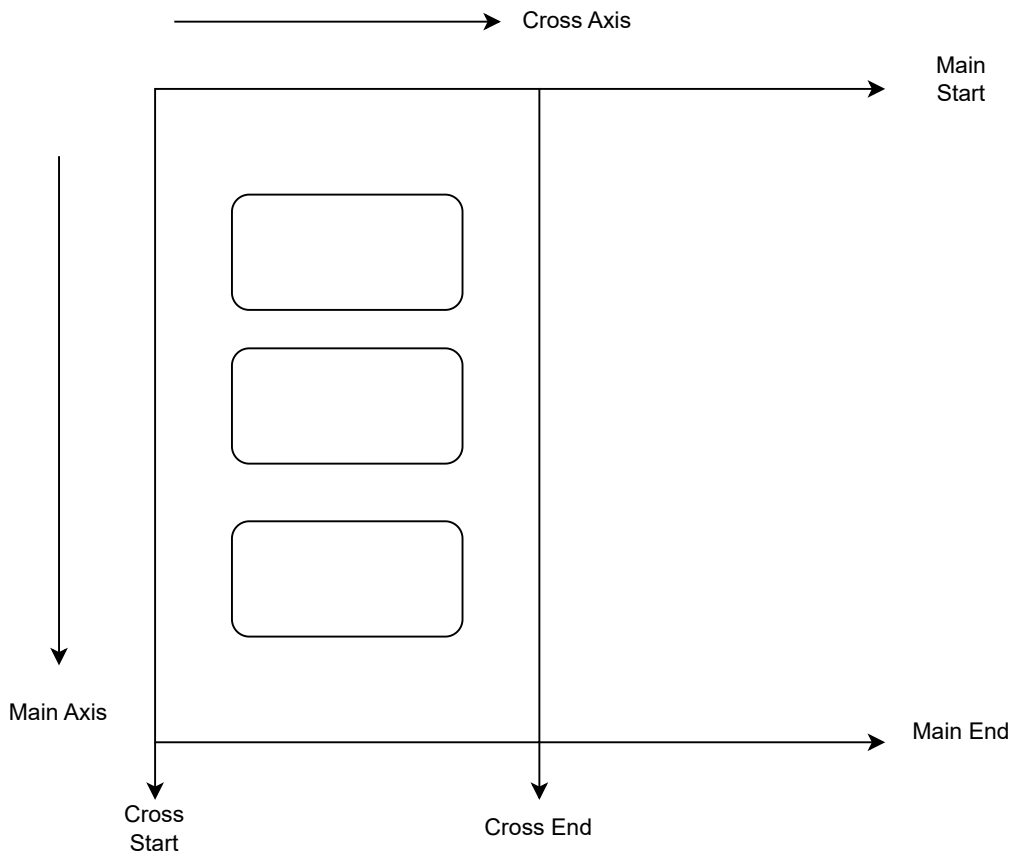 Cross Axis
Main
Start
Main Axis
Main End
Cross
Start
Cross End